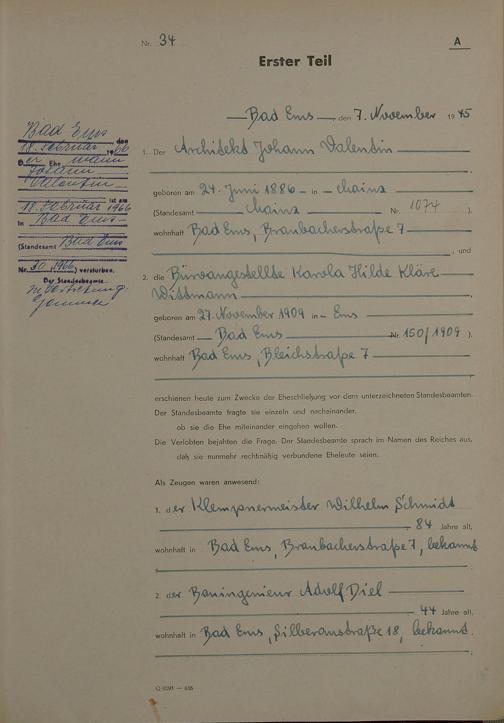 Nr. 34
A
Erster Teil
Bad Ems den 7. November 1945
1. Der Architekt Johann Valentin
geboren am 24. Juni 1886 in Mainz
(Standesamt Mainz Nr. 1074 ).
wohnhaft Bad Ems, Braubacherstraße 7
, und
2. die Büroangestellte Karola Hilde Kläre
Wittmann
geboren am 27. November 1909 in Ems
(Standesamt Bad Ems Nr. 150/1909 ).
wohnhaft Bad Ems, Bleichstraße 7
erschienen heute zum Zwecke der Eheschließung vor dem unterzeichneten Standesbeamten.
Der Standesbeamte fragte sie einzeln und nacheinander.
ob sie die Ehe miteinander eingehen wollen.
Die Verlobten bejahten die Frage. Der Standesbeamte sprach im Namen des Reiches aus,
daß sie nunmehr rechtmäßig verbundene Eheleute seien.
Als Zeugen waren anwesend:
1. der Klempnermeister Wilhelm Schmidt
84 Jahre alt,
wohnhaft in Bad Ems, Braubacherstraße 7, bekannt
2. der Bauingenieur Adolf Diel
44 Jahre alt,
wohnhaft in Bad Ems, Silberaustraße 18, bekannt.
Bad Ems den
18. Februar 1966
Der Ehemann
Johann
Valentin
ist am
18. Februar 1966
in Bad Ems
(Standesamt Bad Ems
Nr. 30/1966) verstorben.
Der Standesbeamte
In Vertretung